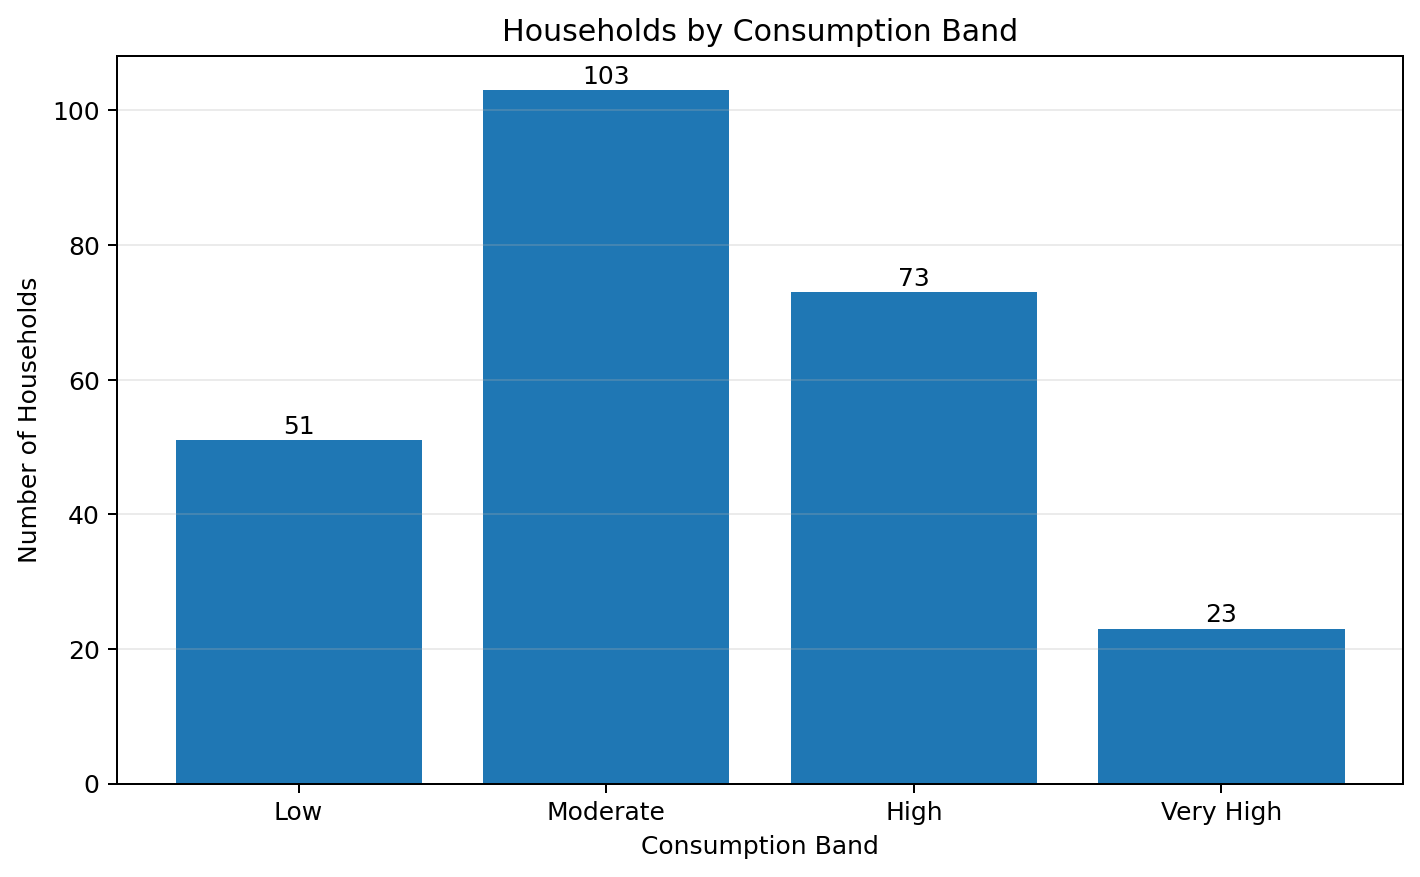 Households by Consumption Band
Number of Households
100
80
60
40
20
0
51
103
73
23
Low
Moderate
High
Very High
Consumption Band